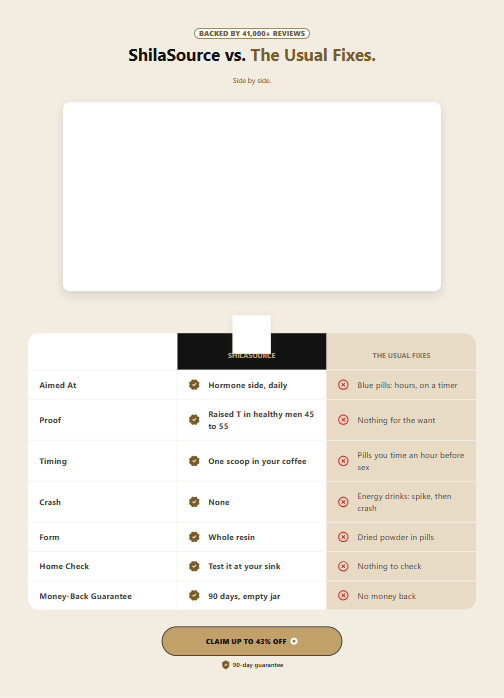 BACKED BY 41,000+ REVIEWS
ShilaSource vs. The Usual Fixes.
Side by side.
SHILASOURCE
THE USUAL FIXES
Aimed At
Hormone side, daily
Blue pills: hours, on a timer
Proof
Raised T in healthy men 45
to 55
Nothing for the want
Timing
One scoop in your coffee
Pills you time an hour before
sex
Crash
None
Energy drinks: spike, then
crash
Form
Whole resin
Dried powder in pills
Home Check
Test it at your sink
Nothing to check
Money-Back Guarantee
90 days, empty jar
No money back
CLAIM UP TO 43% OFF
90-day guarantee